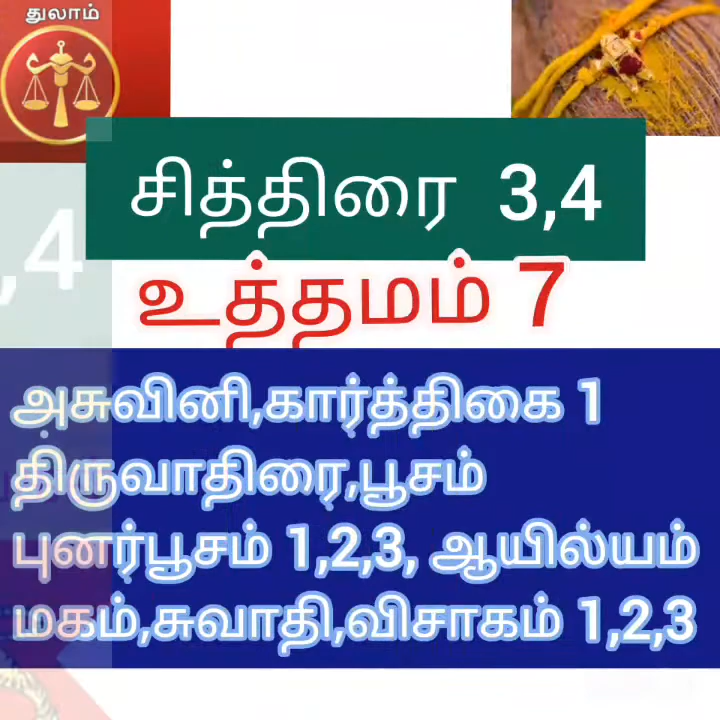 துலாம்
சித்திரை 3,4
,4
உத்தமம் 7
அசுவினி,கார்த்திகை 1
திருவாதிரை,பூசம்
புனர்பூசம் 1,2,3, ஆயில்யம்
மகம்,சுவாதி,விசாகம் 1,2,3